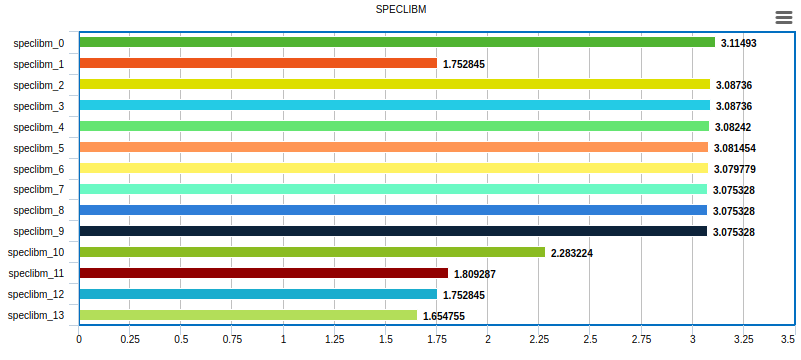 SPECLIBM
speclibm_0 3.11493
speclibm_1 1.752845
speclibm_2 3.08736
speclibm_3 3.08736
speclibm_4 3.08242
speclibm_5 3.081454
speclibm_6 3.079779
speclibm_7 3.075328
speclibm_8 3.075328
speclibm_9 3.075328
speclibm_10 2.283224
speclibm_11 1.809287
speclibm_12 1.752845
speclibm_13 1.654755
0 0.25 0.5 0.75 1 1.25 1.5 1.75 2 2.25 2.5 2.75 3 3.25 3.5